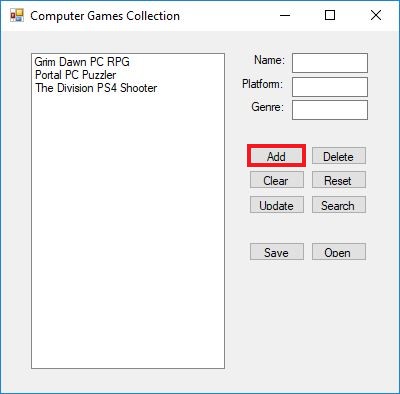 Computer Games Collection
Grim Dawn PC RPG
Portal PC Puzzler
The Division PS4 Shooter
Name:
Platform:
Genre:
Add Delete
Clear Reset
Update Search
Save Open